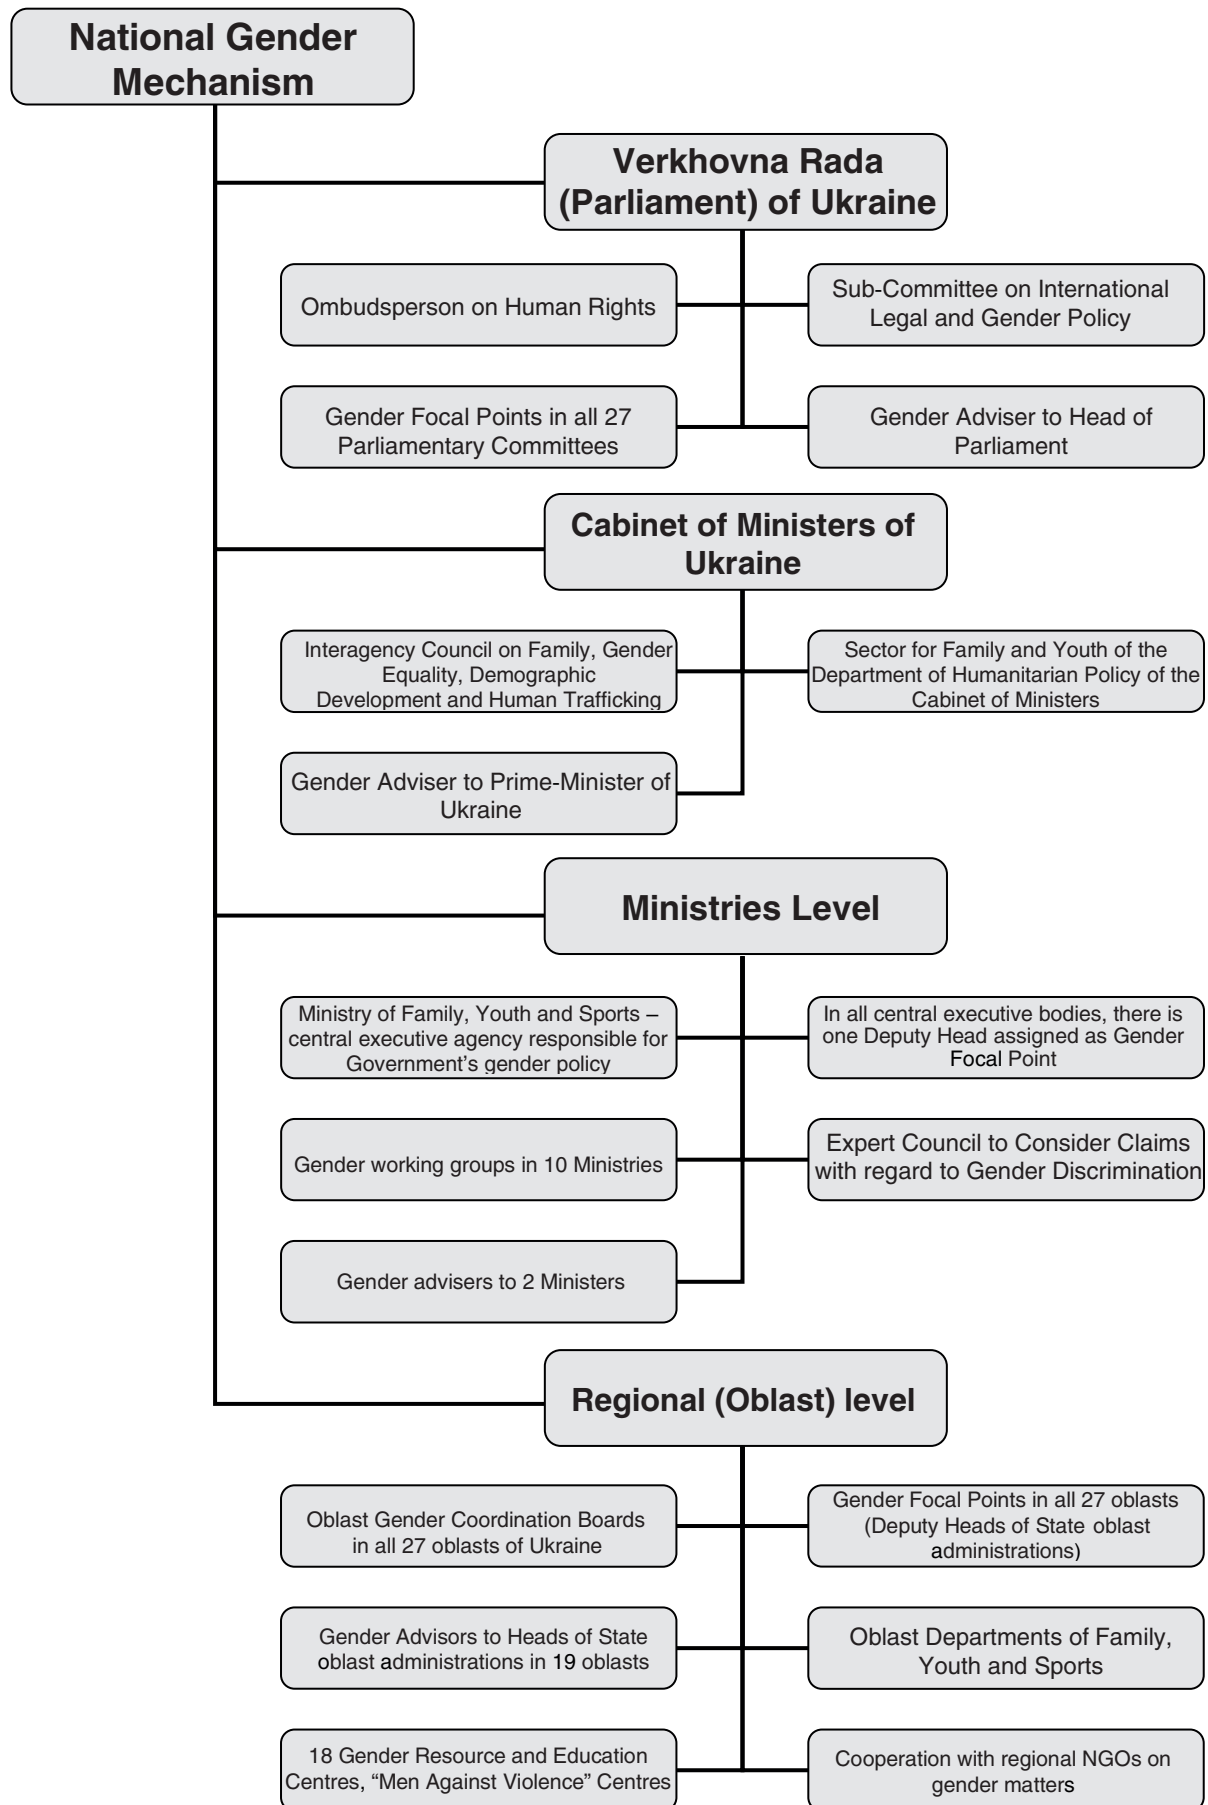 National Gender
Mechanism
Verkhovna Rada
(Parliament) of Ukraine
Ombudsperson on Human Rights
Sub-Committee on International
Legal and Gender Policy
Gender Focal Points in all 27
Parliamentary Committees
Gender Adviser to Head of
Parliament
Cabinet of Ministers of
Ukraine
Interagency Council on Family, Gender
Equality, Demographic
Development and Human Trafficking
Sector for Family and Youth of the
Department of Humanitarian Policy of the
Cabinet of Ministers
Gender Adviser to Prime-Minister of
Ukraine
Ministries Level
Ministry of Family, Youth and Sports –
central executive agency responsible for
Government’s gender policy
In all central executive bodies, there is
one Deputy Head assigned as Gender
Focal Point
Gender working groups in 10 Ministries
Expert Council to Consider Claims
with regard to Gender Discrimination
Gender advisers to 2 Ministers
Regional (Oblast) level
Oblast Gender Coordination Boards
in all 27 oblasts of Ukraine
Gender Focal Points in all 27 oblasts
(Deputy Heads of State oblast
administrations)
Gender Advisors to Heads of State
oblast administrations in 19 oblasts
Oblast Departments of Family,
Youth and Sports
18 Gender Resource and Education
Centres, “Men Against Violence” Centres
Cooperation with regional NGOs on
gender matters